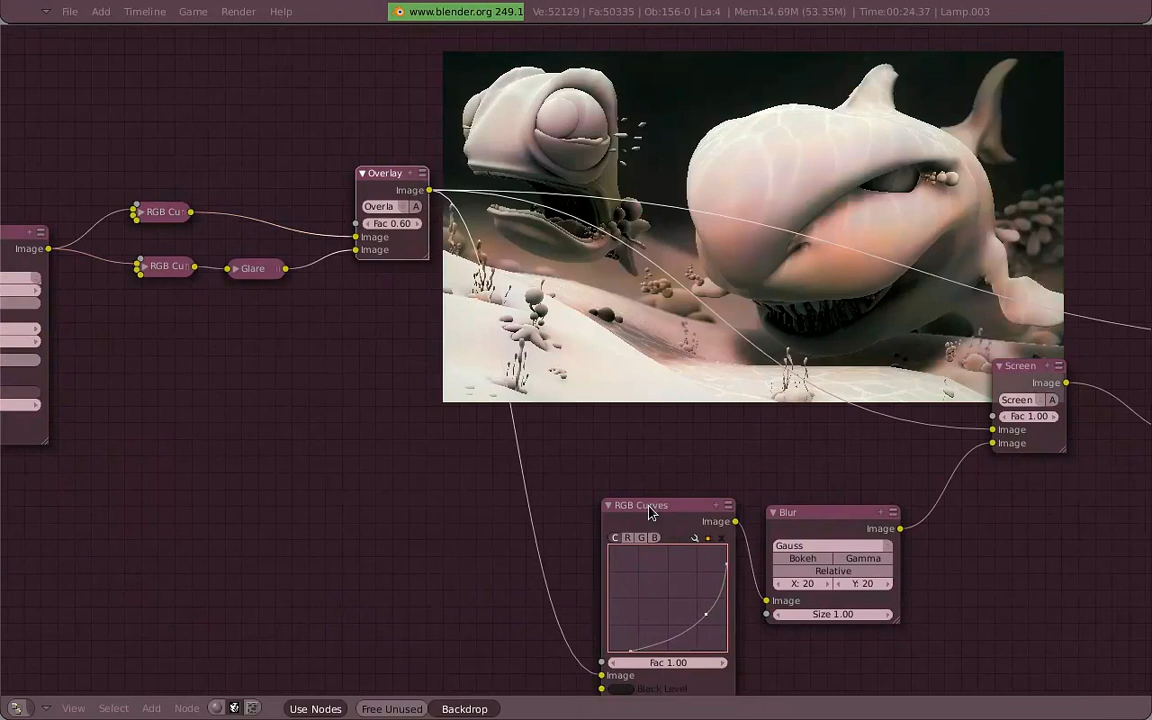 File Add Timeline Game Render Help www.blender.org 249.1 Ve:52129 | Fa:50335 | Ob:156-0 | La:4 | Mem:14.69M (53.35M) | Time:00:24.37 | Lamp.003
Overlay
Image
Overla A
Fac 0.60
Image
Image
RGB Cu
RGB Cu
Glare
Image
Screen
Image
Screen A
Fac 1.00
Image
Image
RGB Curves
Image
C R G B
Fac 1.00
Image
Black Level
Blur
Image
Gauss
Bokeh Gamma
Relative
X: 20 Y: 20
Image
Size 1.00
View Select Add Node Use Nodes Free Unused Backdrop